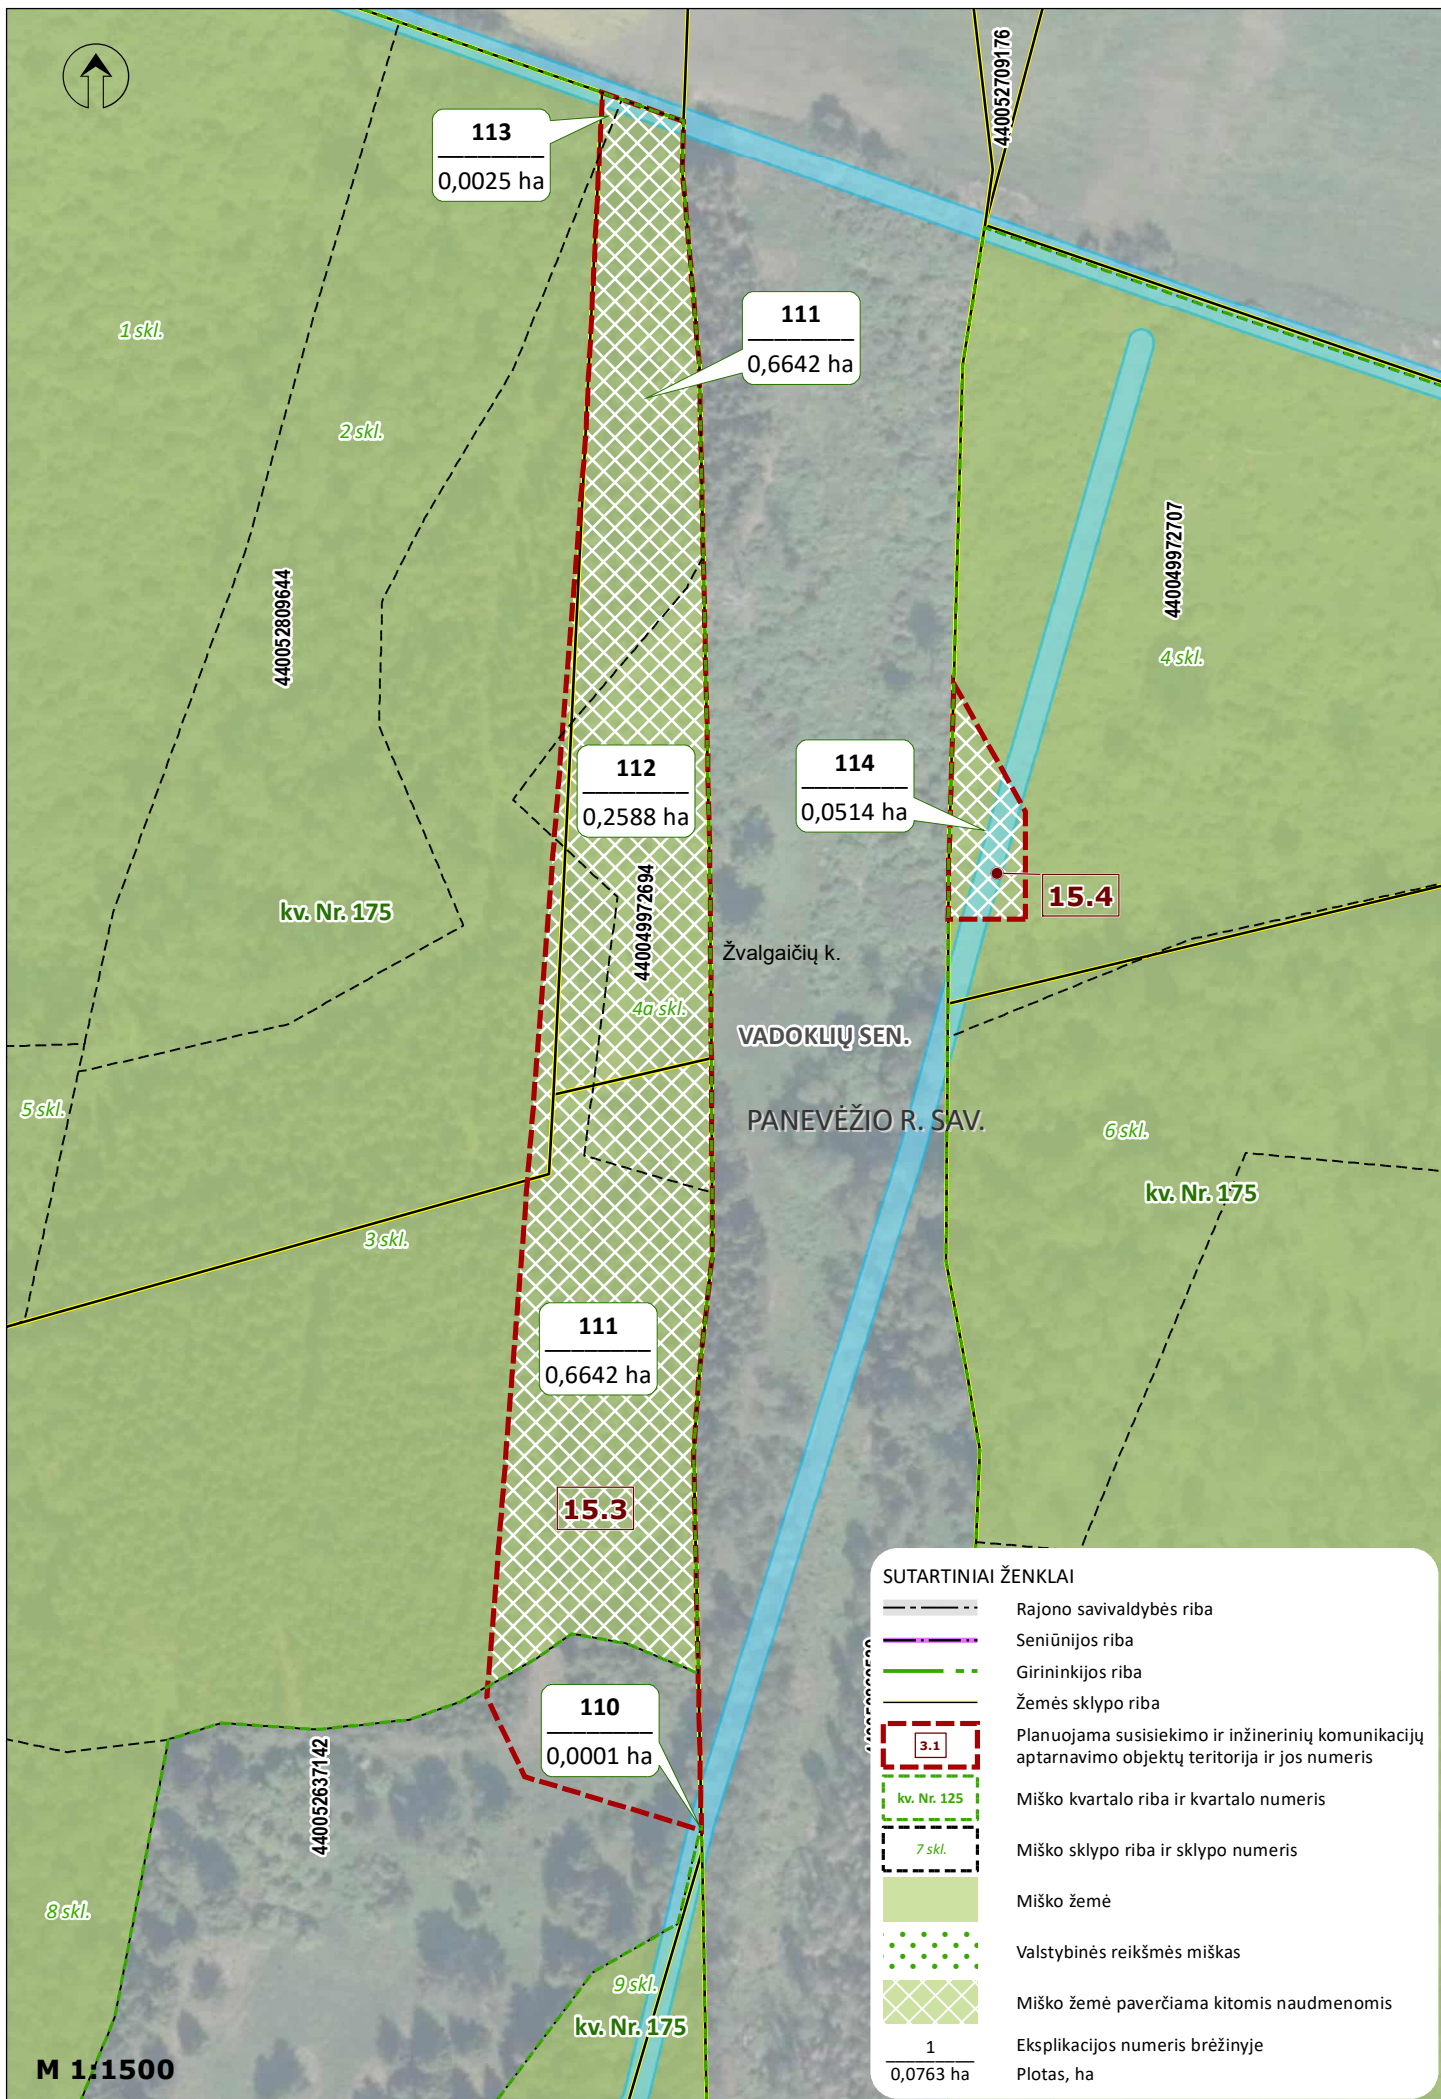 113
0,0025 ha
440052709176
111
0,6642 ha
1 skl.
2 skl.
440052809644
440049972707
4 skl.
112
0,2588 ha
114
0,0514 ha
15.4
kv. Nr. 175
440049972694
Žvalgaičių k.
4a skl.
VADOKLIŲ SEN.
PANEVĖŽIO R. SAV.
5 skl.
6 skl.
kv. Nr. 175
3 skl.
111
0,6642 ha
15.3
110
0,0001 ha
440052637142
8 skl.
9 skl.
kv. Nr. 175
M 1:1500
SUTARTINIAI ŽENKLAI
Rajono savivaldybės riba
Seniūnijos riba
Girininkijos riba
Žemės sklypo riba
3.1
Planuojama susisiekimo ir inžinerinių komunikacijų
aptarnavimo objektų teritorija ir jos numeris
kv. Nr. 125
Miško kvartalo riba ir kvartalo numeris
7 skl.
Miško sklypo riba ir sklypo numeris
Miško žemė
Valstybinės reikšmės miškas
Miško žemė paverčiama kitomis naudmenomis
1
Eksplikacijos numeris brėžinyje
0,0763 ha
Plotas, ha